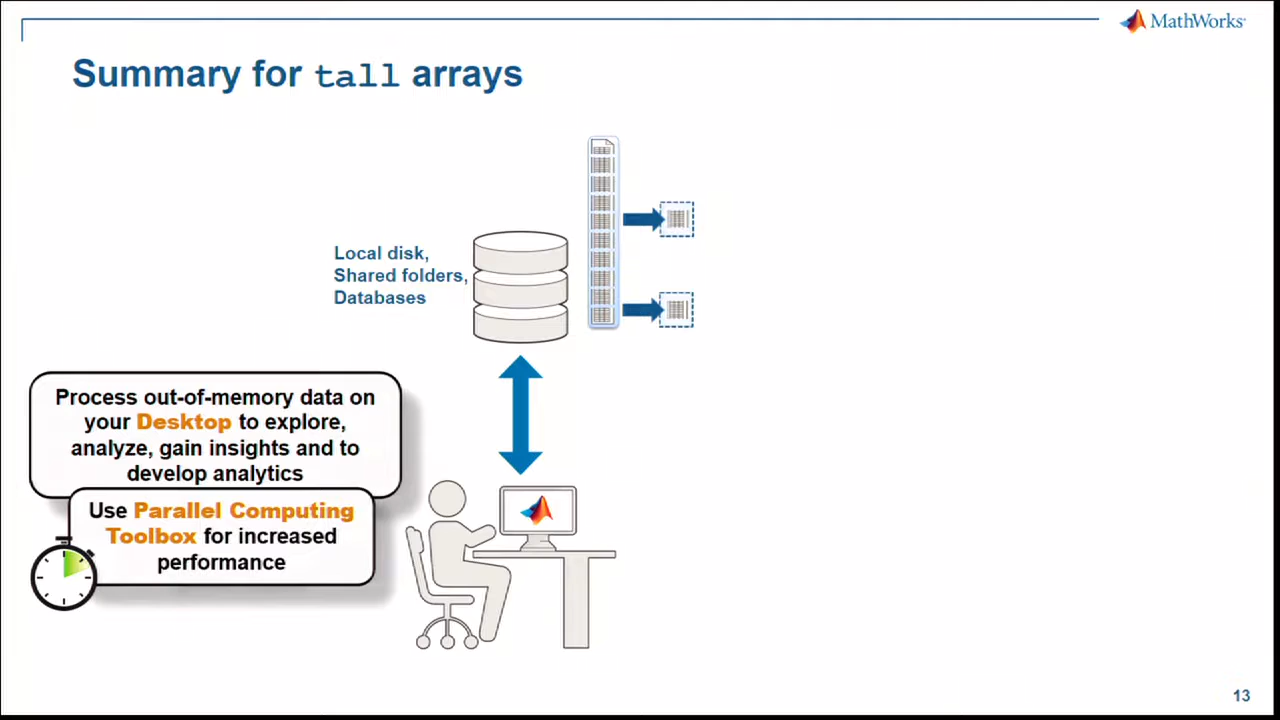 MathWorks®
Summary for tall arrays
Local disk,
Shared folders,
Databases
Process out-of-memory data on
your Desktop to explore,
analyze, gain insights and to
develop analytics
Use Parallel Computing
Toolbox for increased
performance
13